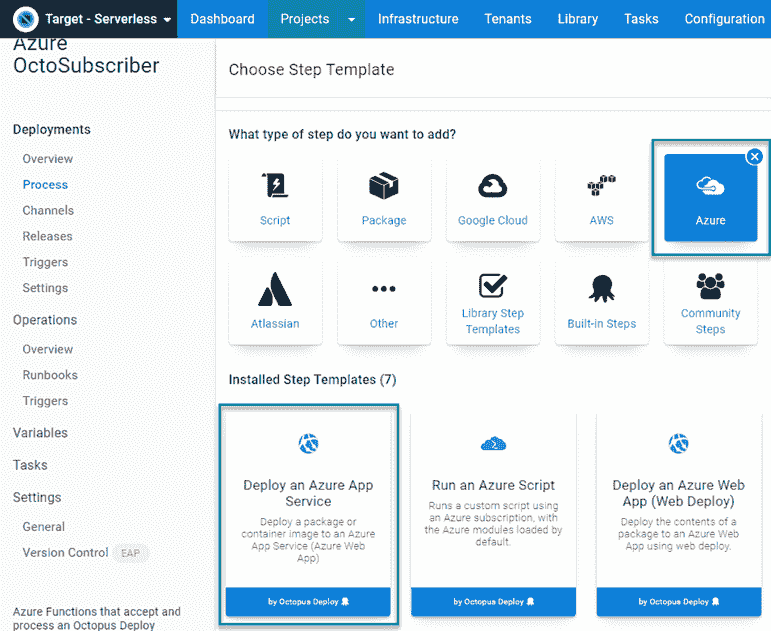 Target - Serverless
Dashboard
Projects
Infrastructure
Tenants
Library
Tasks
Configuration
Azure
OctoSubscriber
Deployments
Overview
Process
Channels
Releases
Triggers
Settings
Operations
Overview
Runbooks
Triggers
Variables
Tasks
Settings
General
Version Control EAP
Azure Functions that accept and
process an Octopus Deploy
Choose Step Template
What type of step do you want to add?
Script
Package
Google Cloud
AWS
Azure
Atlassian
Other
Library Step
Templates
Built-in Steps
Community
Steps
Installed Step Templates (7)
Deploy an Azure App
Service
Deploy a package or
container image to an Azure
App Service (Azure Web
App)
by Octopus Deploy
Run an Azure Script
Runs a custom script using
an Azure subscription, with
the Azure modules loaded by
default.
by Octopus Deploy
Deploy an Azure Web
App (Web Deploy)
Deploy the contents of a
package to an Azure Web
App using web deploy.
by Octopus Deploy